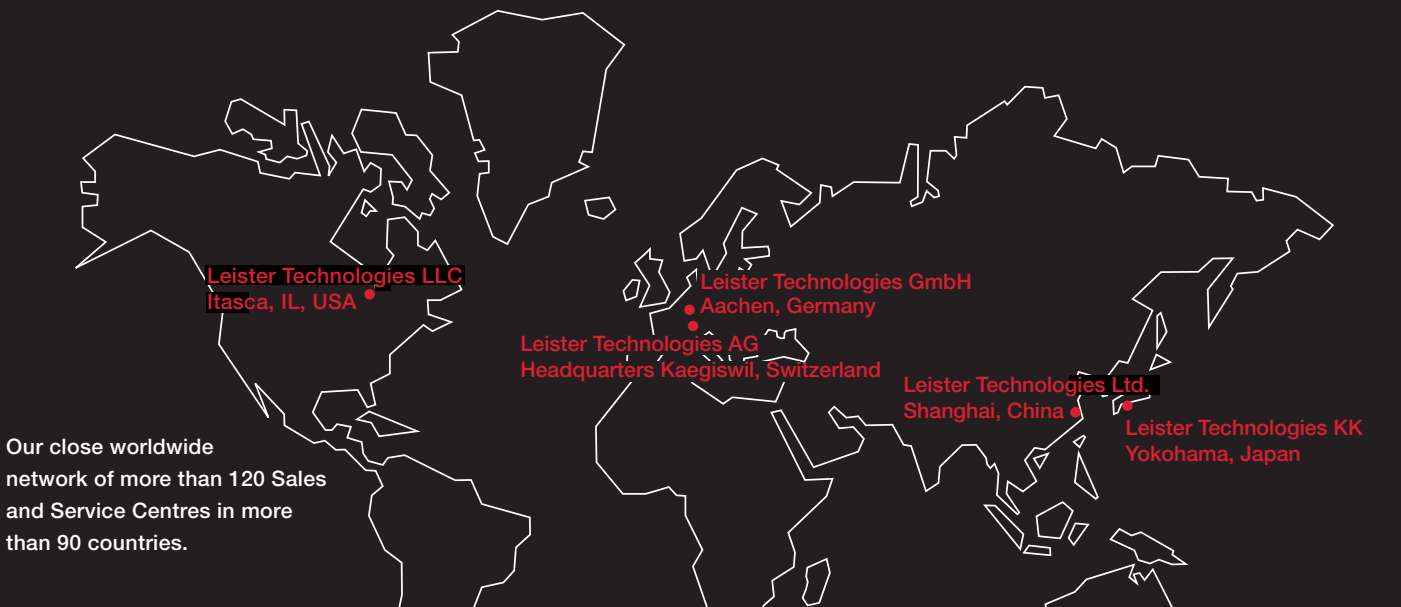 Leister Technologies LLC
Itasca, IL, USA
Leister Technologies GmbH
Aachen, Germany
Leister Technologies AG
Headquarters Kaegiswil, Switzerland
Leister Technologies Ltd.
Shanghai, China
Leister Technologies KK
Yokohama, Japan
Our close worldwide
network of more than 120 Sales
and Service Centres in more
than 90 countries.